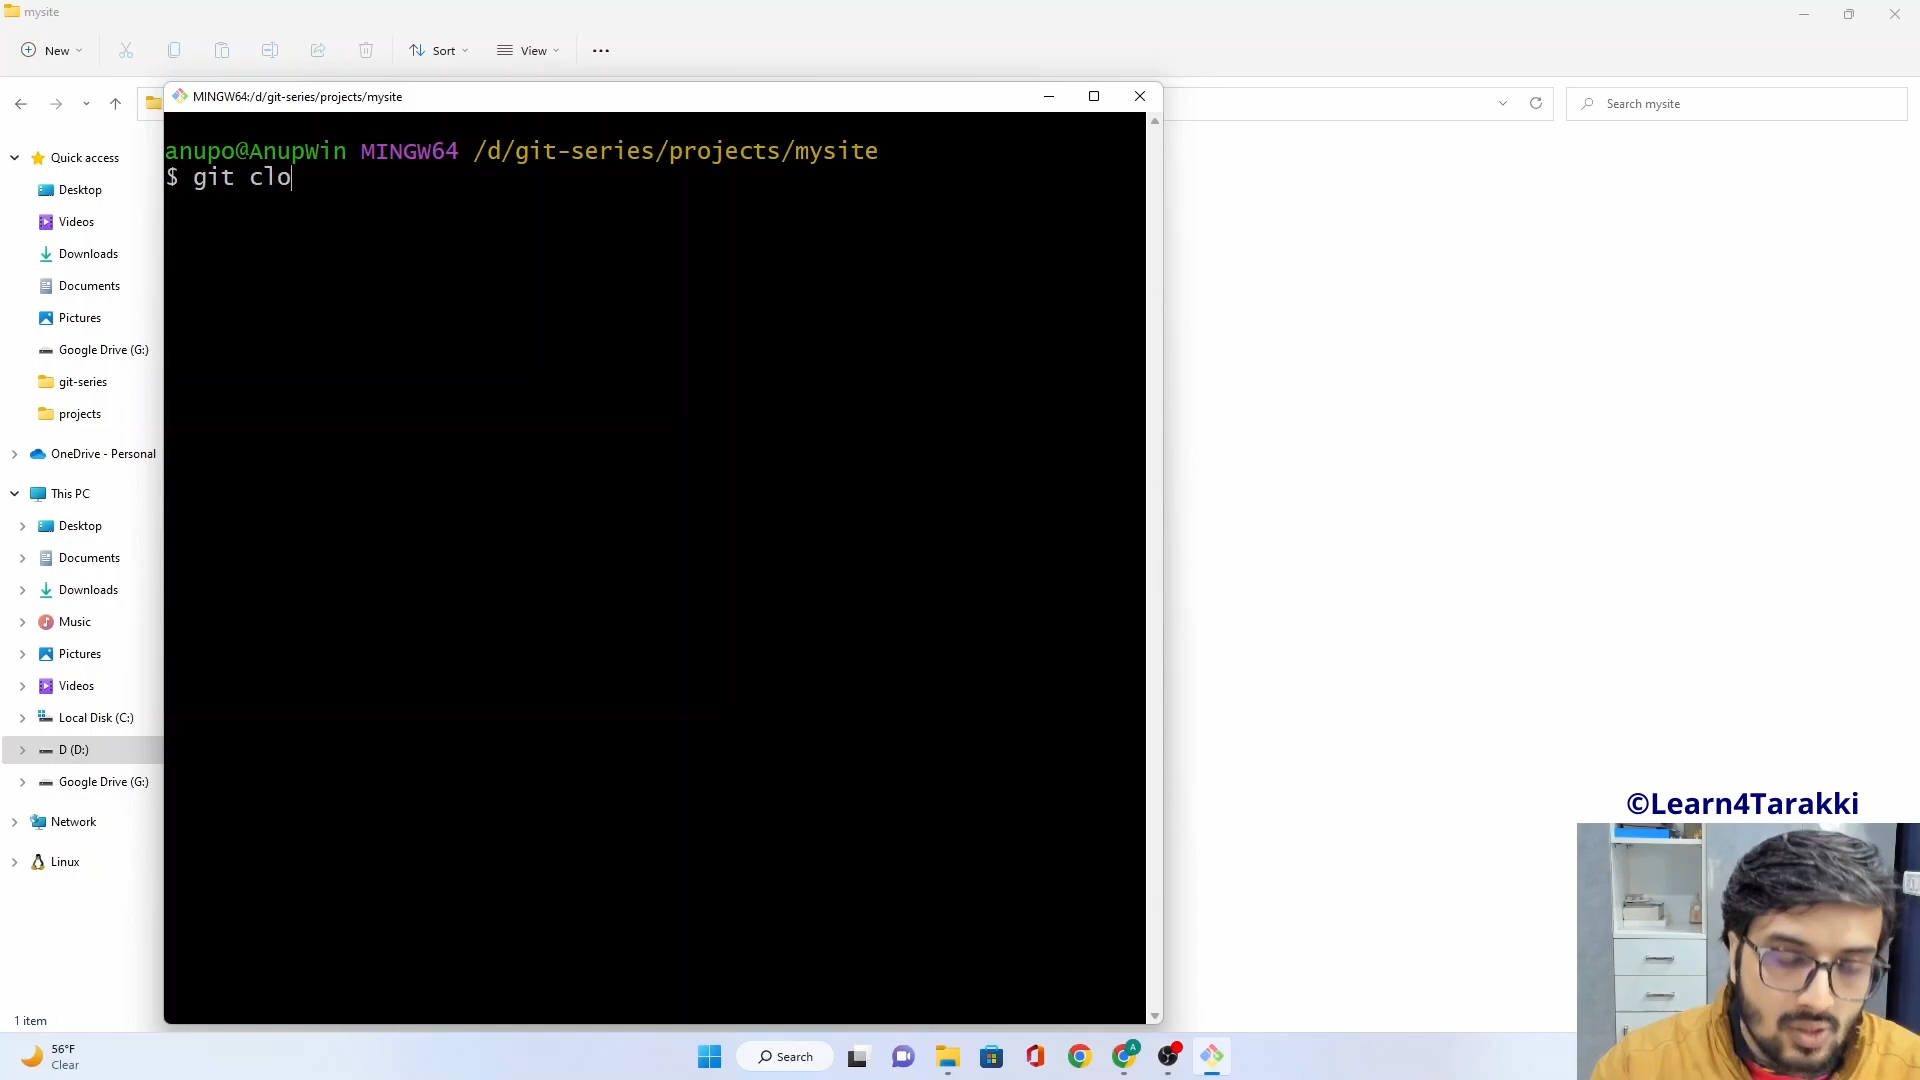 mysite
New
Sort
View
MINGW64:/d/git-series/projects/mysite
Search mysite
anupo@AnupWin MINGW64 /d/git-series/projects/mysite
$ git clo
Quick access
Desktop
Videos
Downloads
Documents
Pictures
Google Drive (G:)
git-series
projects
OneDrive - Personal
This PC
Desktop
Documents
Downloads
Music
Pictures
Videos
Local Disk (C:)
D (D:)
Google Drive (G:)
Network
Linux
1 item
©Learn4Tarakki
56°F
Clear
Search
A